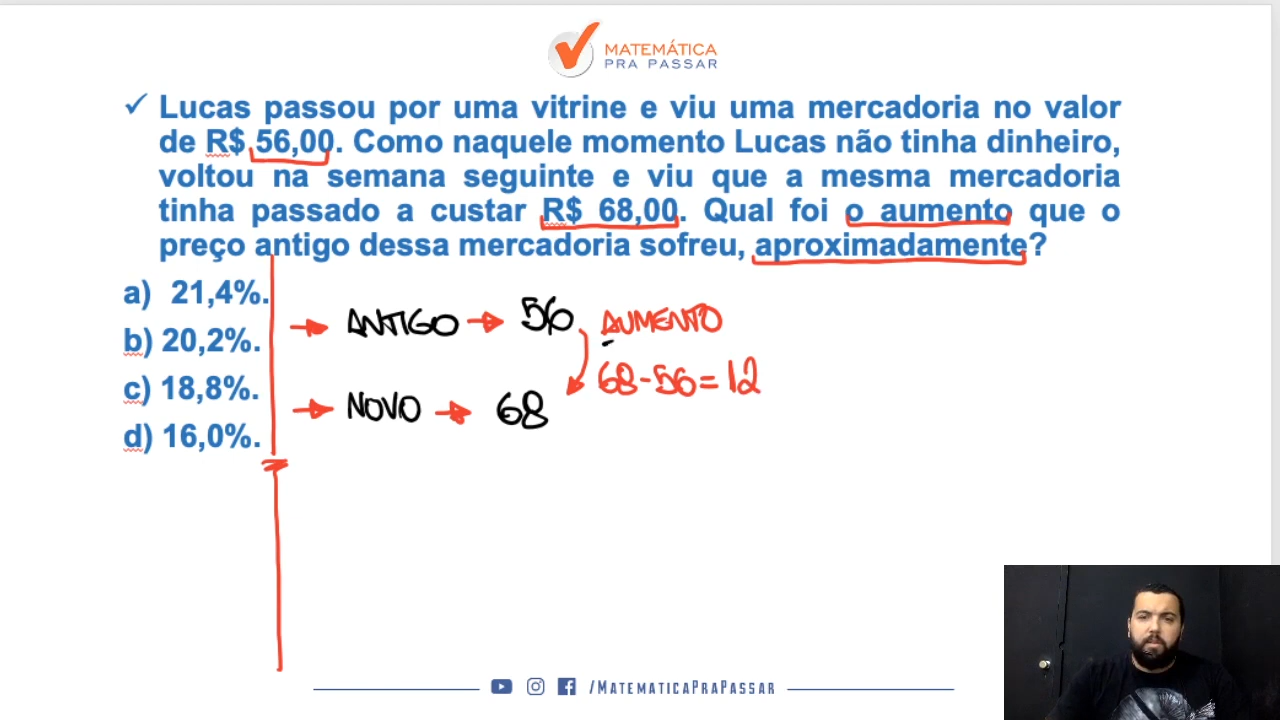 MATEMÁTICA
PRA PASSAR
✓ Lucas passou por uma vitrine e viu uma mercadoria no valor
de R$ 56,00. Como naquele momento Lucas não tinha dinheiro,
voltou na semana seguinte e viu que a mesma mercadoria
tinha passado a custar R$ 68,00. Qual foi o aumento que o
preço antigo dessa mercadoria sofreu, aproximadamente?
a) 21,4%.
b) 20,2%.
c) 18,8%.
d) 16,0%.
→ ANTIGO → 56 AUMENTO
68-56=12
→ NOVO → 68
/MATEMATICAPRAPASSAR